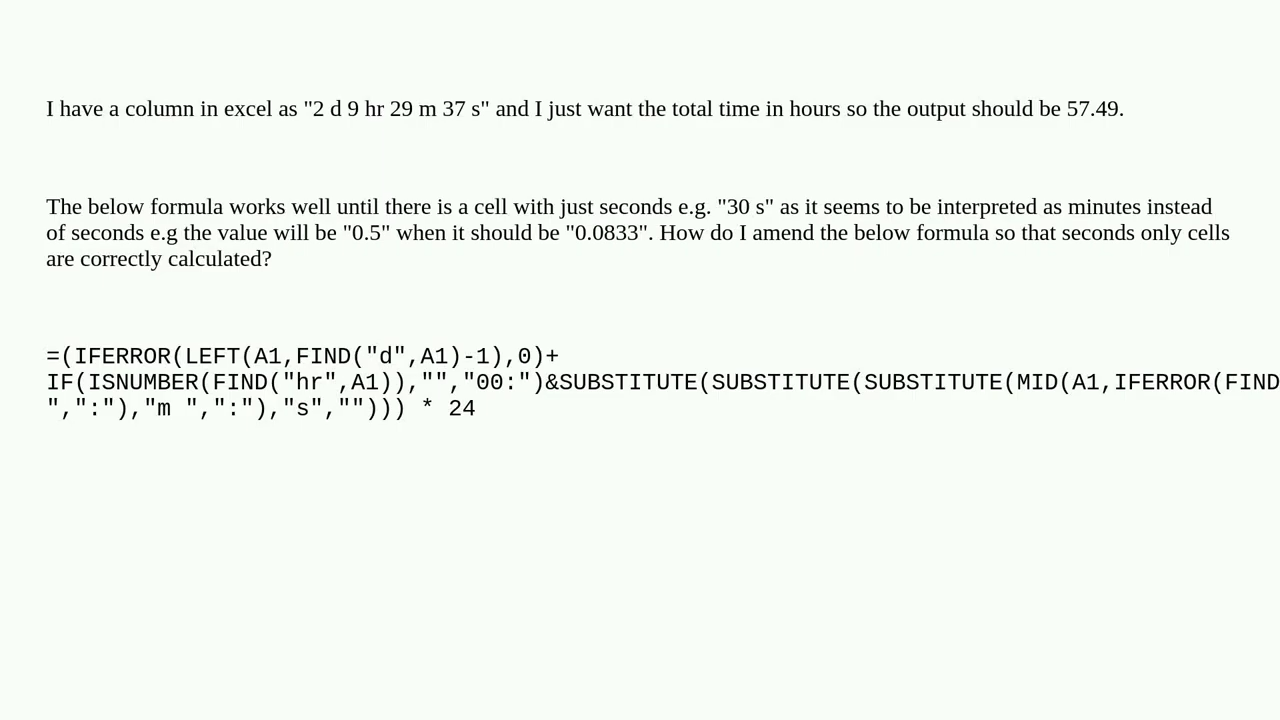 I have a column in excel as "2 d 9 hr 29 m 37 s" and I just want the total time in hours so the output should be 57.49.
The below formula works well until there is a cell with just seconds e.g. "30 s" as it seems to be interpreted as minutes instead
of seconds e.g the value will be "0.5" when it should be "0.0833". How do I amend the below formula so that seconds only cells
are correctly calculated?
=(IFERROR(LEFT(A1,FIND("d",A1)-1),0)+
IF(ISNUMBER(FIND("hr",A1)),"","00:")&SUBSTITUTE(SUBSTITUTE(SUBSTITUTE(MID(A1,IFERROR(FIND
",":"),"m ",":"),"s",""))) * 24